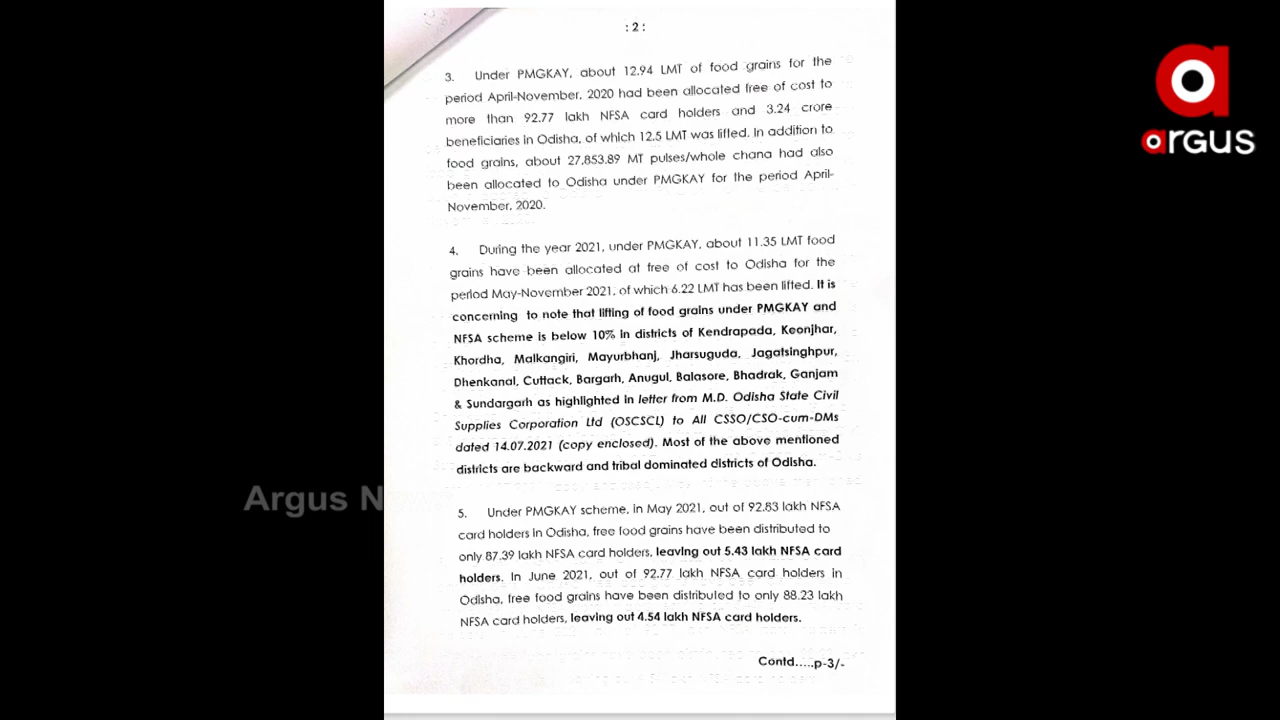 : 2 :
3. Under PMGKAY, about 12.94 LMT of food grains for the
period April-November, 2020 had been allocated free of cost to
more than 92.77 lakh NFSA card holders and 3.24 crore
beneficiaries in Odisha, of which 12.5 LMT was lifted. In addition to
food grains, about 27,853.89 MT pulses/whole chana had also
been allocated to Odisha under PMGKAY for the period April-
November, 2020.
4. During the year 2021, under PMGKAY, about 11.35 LMT food
grains have been allocated at free of cost to Odisha for the
period May-November 2021, of which 6.22 LMT has been lifted. It is
concerning to note that lifting of food grains under PMGKAY and
NFSA scheme is below 10% in districts of Kendrapada, Keonjhar,
Khordha, Malkangiri, Mayurbhanj, Jharsuguda, Jagatsinghpur,
Dhenkanal, Cuttack, Bargarh, Anugul, Balasore, Bhadrak, Ganjam
& Sundargarh as highlighted in letter from M.D. Odisha State Civil
Supplies Corporation Ltd (OSCSCL) to All CSSO/CSO-cum-DMs
dated 14.07.2021 (copy enclosed). Most of the above mentioned
districts are backward and tribal dominated districts of Odisha.
5. Under PMGKAY scheme, in May 2021, out of 92.83 lakh NFSA
card holders in Odisha, free food grains have been distributed to
only 87.39 lakh NFSA card holders, leaving out 5.43 lakh NFSA card
holders. In June 2021, out of 92.77 lakh NFSA card holders in
Odisha, free food grains have been distributed to only 88.23 lakh
NFSA card holders, leaving out 4.54 lakh NFSA card holders.
Contd.....p-3/-
argus
Argus News